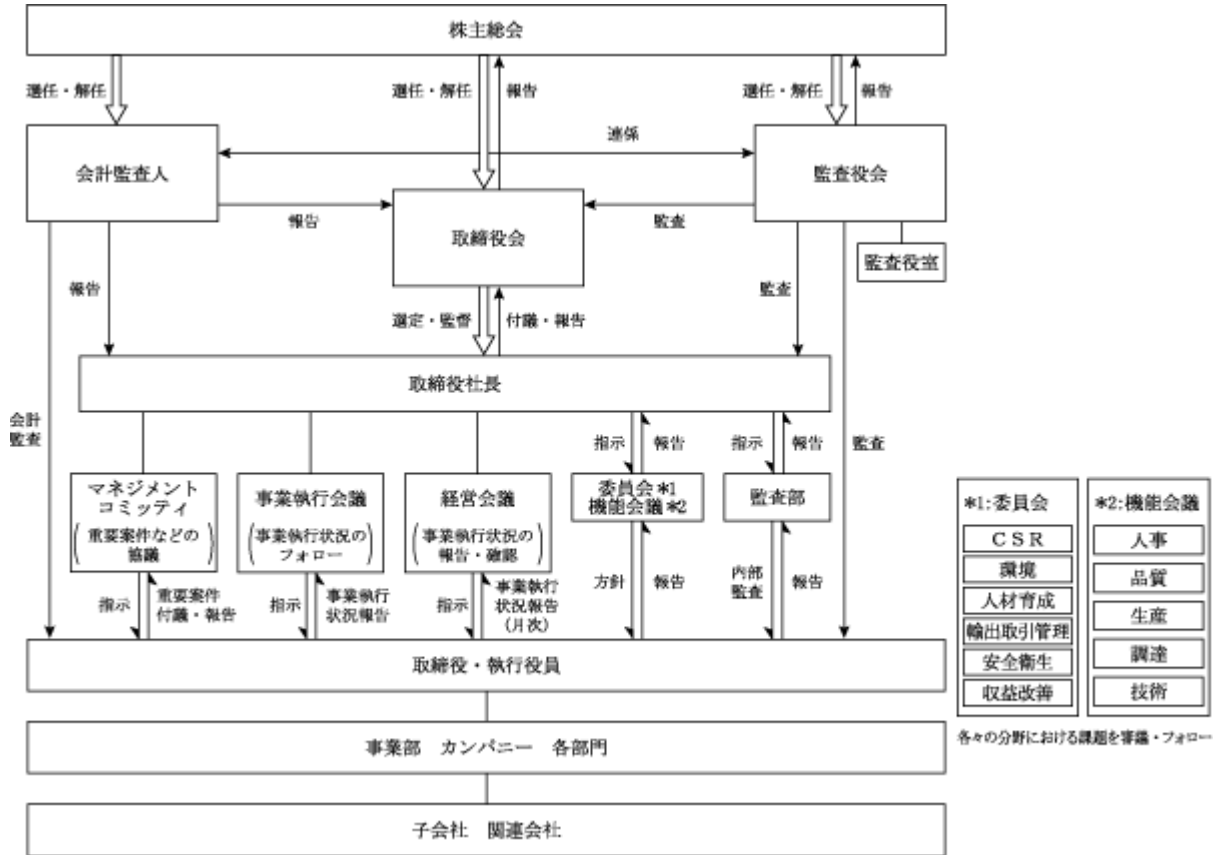 株主総会
選任・解任
選任・解任
報告
選任・解任
報告
連係
会計監査人
監査役会
報告
取締役会
監査
監査役室
報告
選定・監督
付議・報告
監査
取締役社長
会計
監査
指示
報告
指示
報告
監査
マネジメント
コミッティ
(重要案件などの
協議)
事業執行会議
(事業執行状況の
フォロー)
経営会議
(事業執行状況の
報告・確認)
委員会*1
機能会議*2
監査部
指示
重要案件
付議・報告
指示
事業執行
状況報告
指示
事業執行
状況報告
(月次)
方針
報告
内部
監査
報告
取締役・執行役員
事業部 カンパニー 各部門
子会社 関連会社
*1:委員会
CSR
環境
人材育成
輸出取引管理
安全衛生
収益改善
*2:機能会議
人事
品質
生産
調達
技術
各々の分野における課題を審議・フォロー